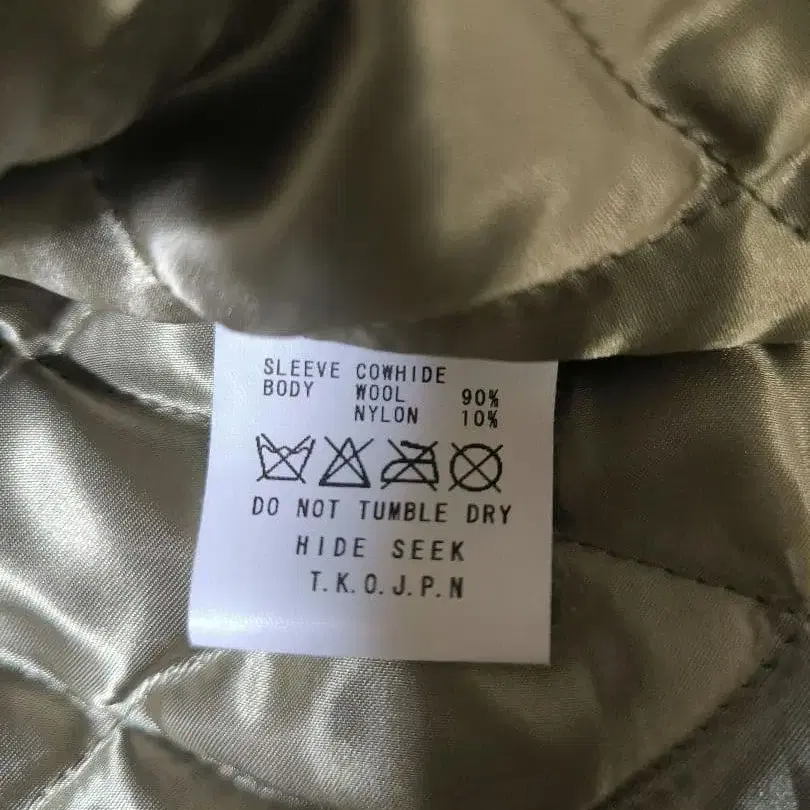 SLEEVE COWHIDE
BODY WOOL 90%
NYLON 10%
DO NOT TUMBLE DRY
HIDE SEEK
T.K.O.J.P.N